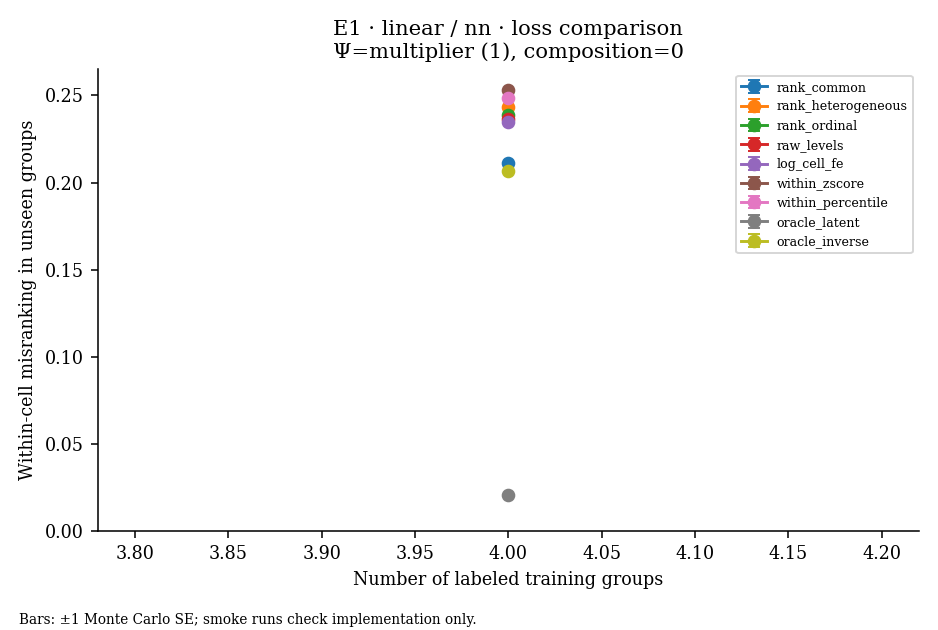 E1 · linear / nn · loss comparison
Ψ=multiplier (1), composition=0
Within-cell misranking in unseen groups
0.25
0.20
0.15
0.10
0.05
0.00
rank_common
rank_heterogeneous
rank_ordinal
raw_levels
log_cell_fe
within_zscore
within_percentile
oracle_latent
oracle_inverse
3.80 3.85 3.90 3.95 4.00 4.05 4.10 4.15 4.20
Number of labeled training groups
Bars: ±1 Monte Carlo SE; smoke runs check implementation only.